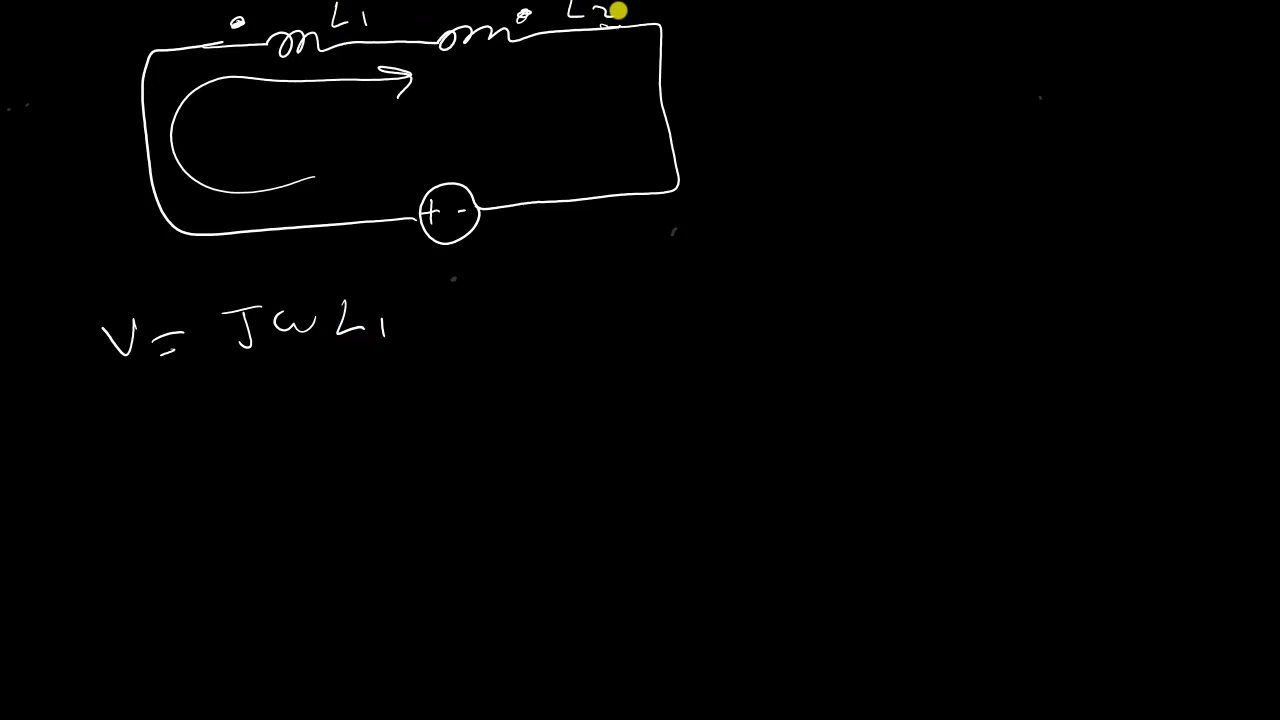 L1 L2
+ -
V = JωL1